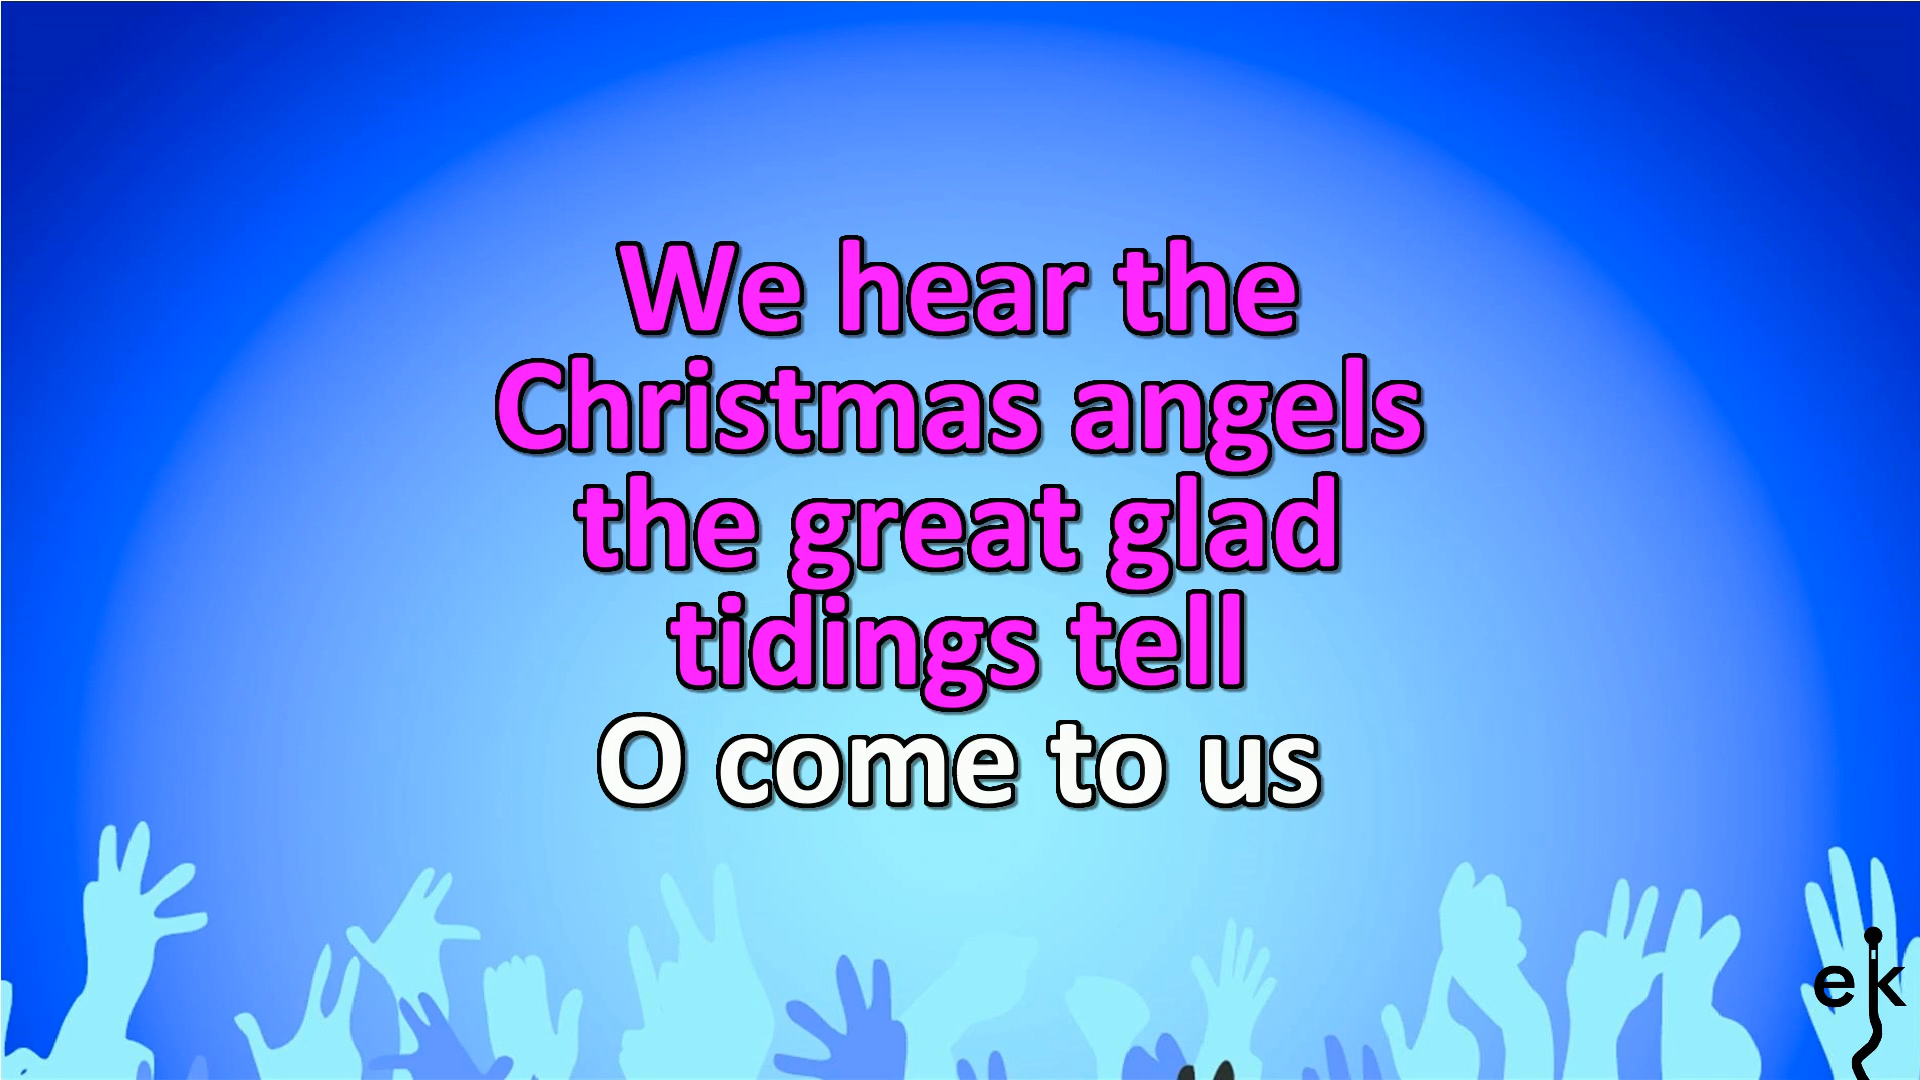 We hear the
Christmas angels
the great glad
tidings tell
O come to us
ek